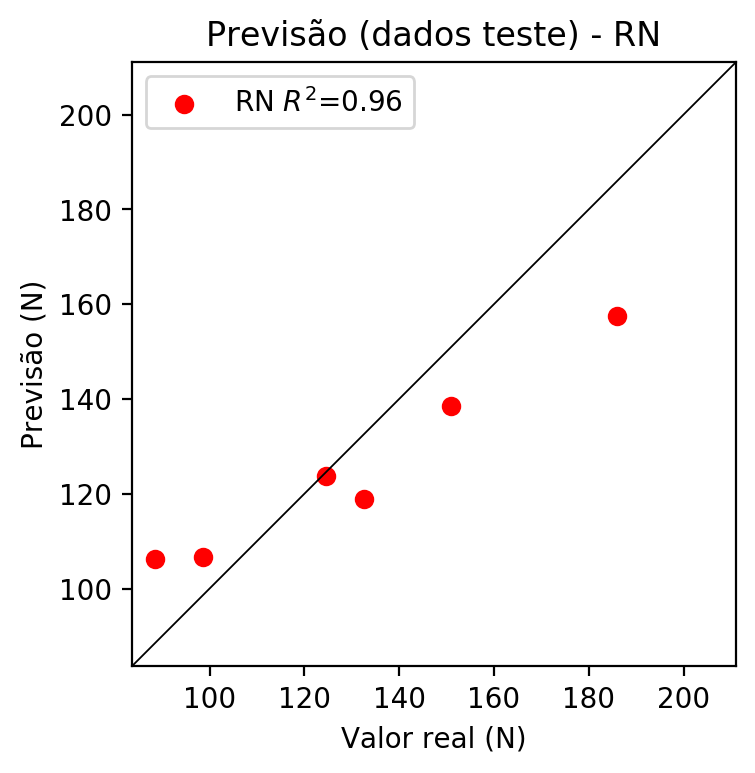 Previsão (dados teste) - RN
RN R²=0.96
200
180
160
140
120
100
Previsão (N)
100 120 140 160 180 200
Valor real (N)